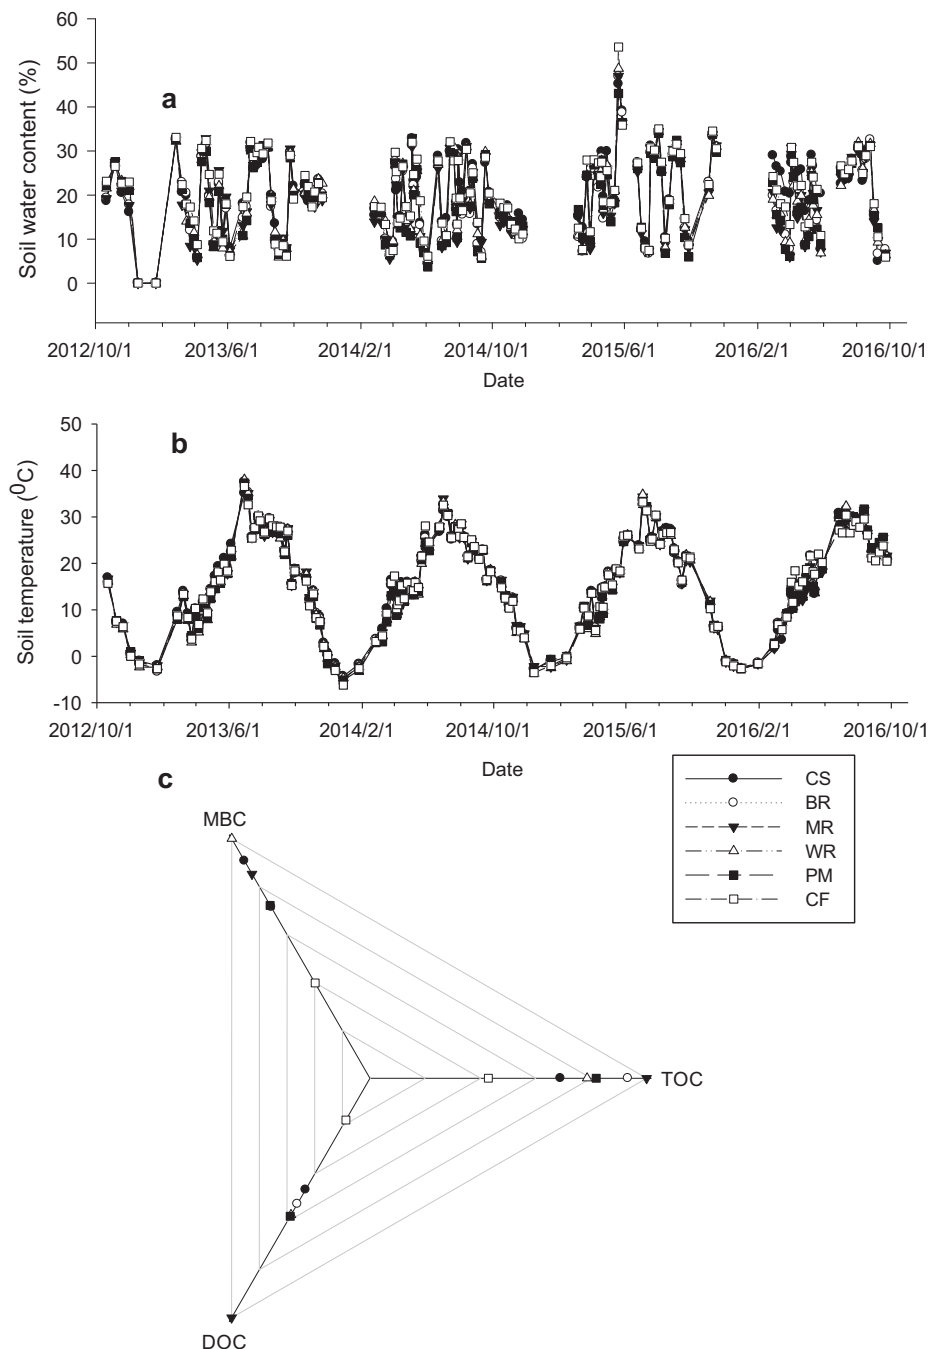 60
50
40
30
20
10
0
Soil water content (%)
a
2012/10/1 2013/6/1 2014/2/1 2014/10/1 2015/6/1 2016/2/1 2016/10/1
Date
50
40
30
20
10
0
-10
Soil temperature (⁰C)
b
2012/10/1 2013/6/1 2014/2/1 2014/10/1 2015/6/1 2016/2/1 2016/10/1
Date
c
CS
BR
MR
WR
PM
CF
MBC
TOC
DOC